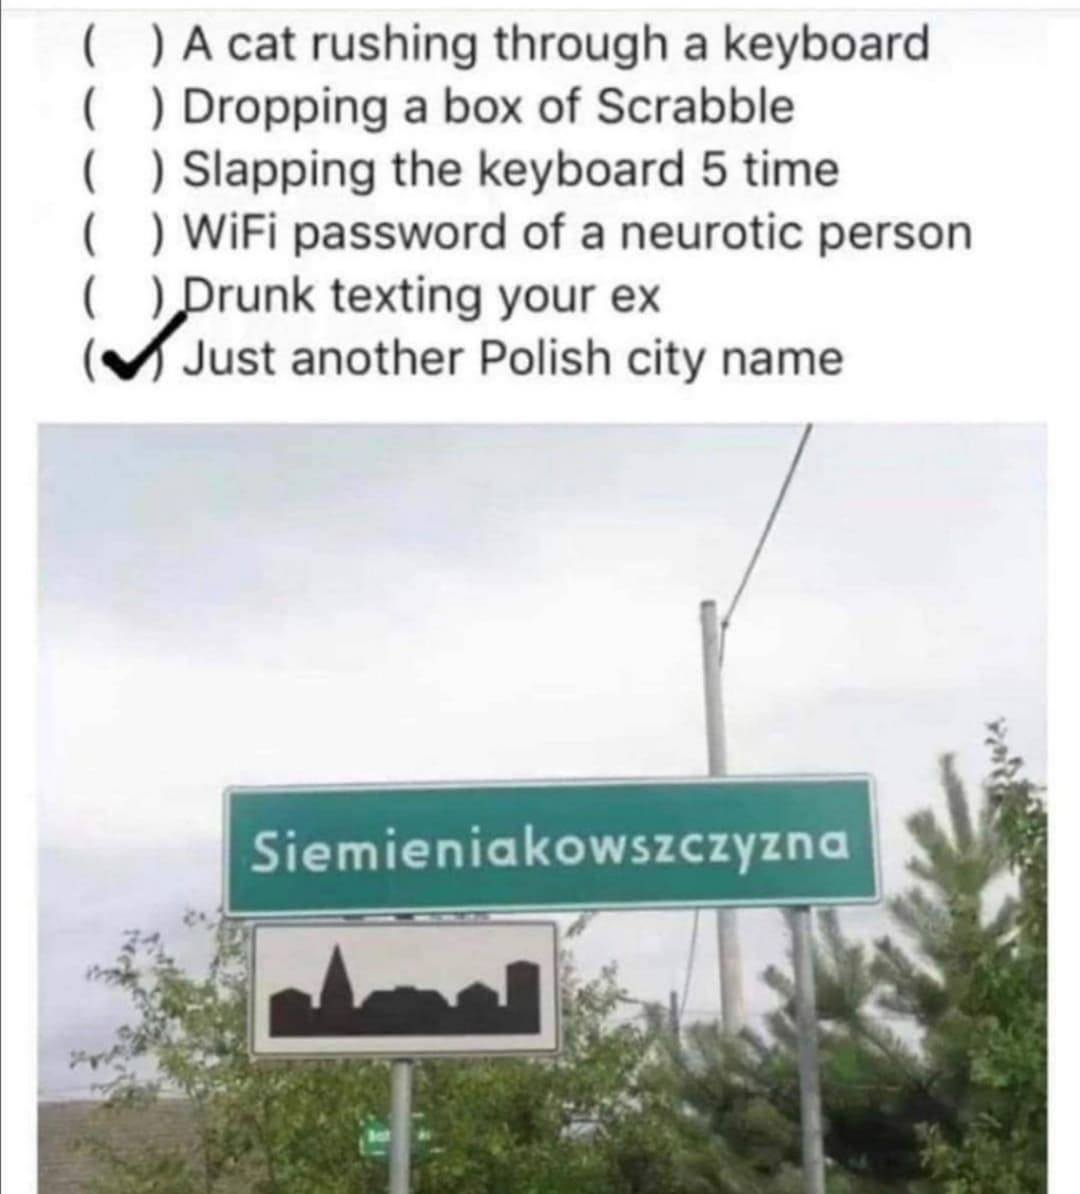 ( ) A cat rushing through a keyboard
( ) Dropping a box of Scrabble
( ) Slapping the keyboard 5 time
( ) WiFi password of a neurotic person
( ) Drunk texting your ex
(✓) Just another Polish city name
Siemieniakowszczyzna